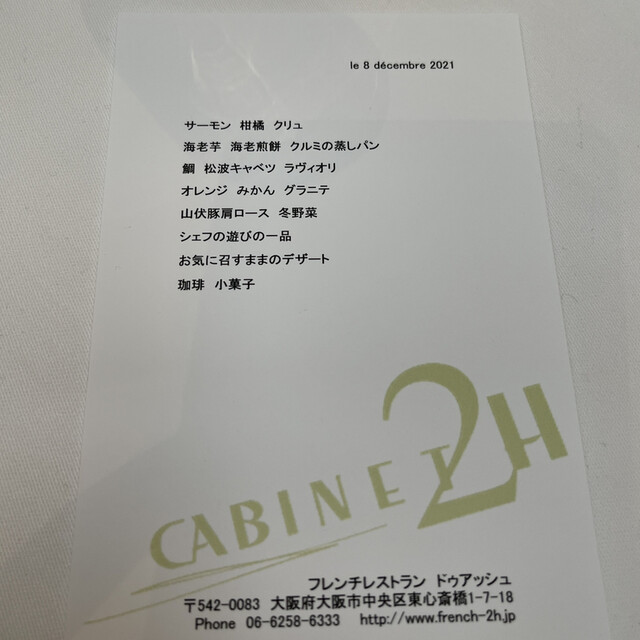 le 8 décembre 2021
サーモン 柑橘 クリュ
海老芋 海老煎餅 クルミの蒸しパン
鯛 松波キャベツ ラヴィオリ
オレンジ みかん グラニテ
山伏豚肩ロース 冬野菜
シェフの遊びの一品
お気に召すままのデザート
珈琲 小菓子
CABINET 2H
フレンチレストラン ドゥアッシュ
〒542-0083 大阪府大阪市中央区東心斎橋1-7-18
Phone 06-6258-6333 http://www.french-2h.jp